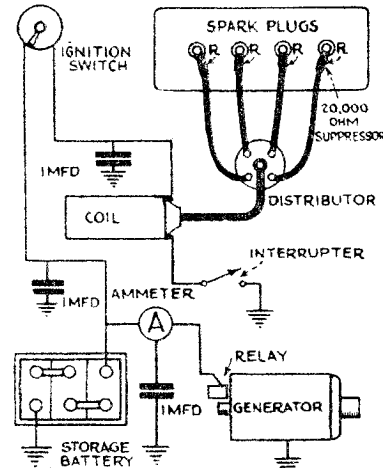 SPARK PLUGS
R R R R
IGNITION
SWITCH
20,000
OHM
SUPPRESSOR
1MFD
DISTRIBUTOR
COIL
INTERRUPTER
1MFD
AMMETER
A
RELAY
1MFD
GENERATOR
STORAGE
BATTERY